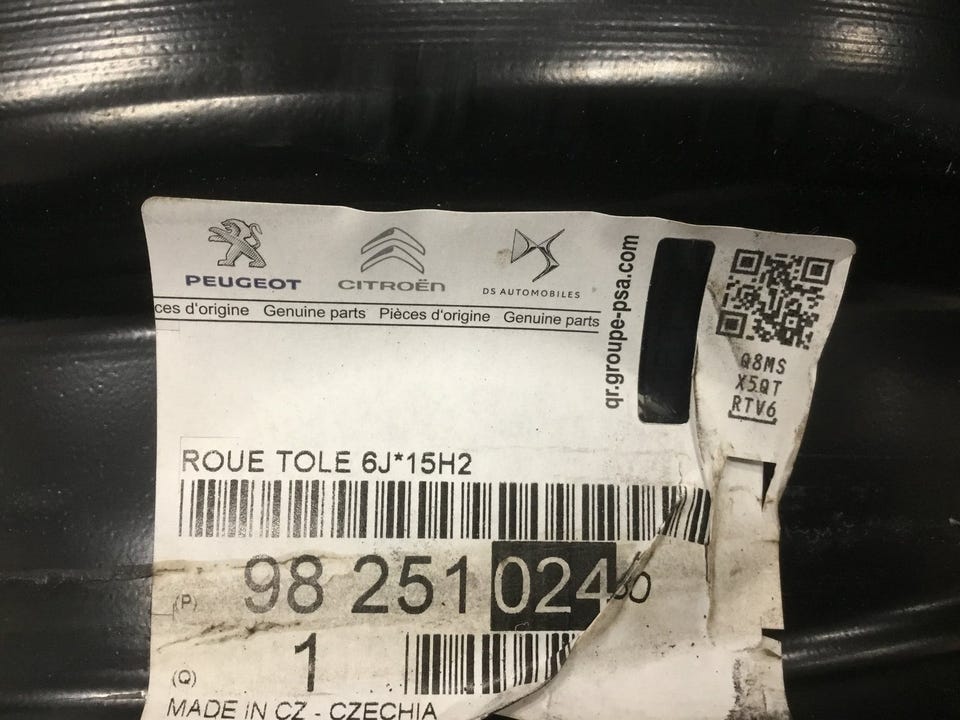 PEUGEOT CITROËN DS AUTOMOBILES
ces d'origine Genuine parts Pièces d'origine Genuine parts
qr.groupe-psa.com
Q8MS
X5QT
RTV6
ROUE TOLE 6J*15H2
(P) 98 251 024 80
(Q) 1
MADE IN CZ - CZECHIA